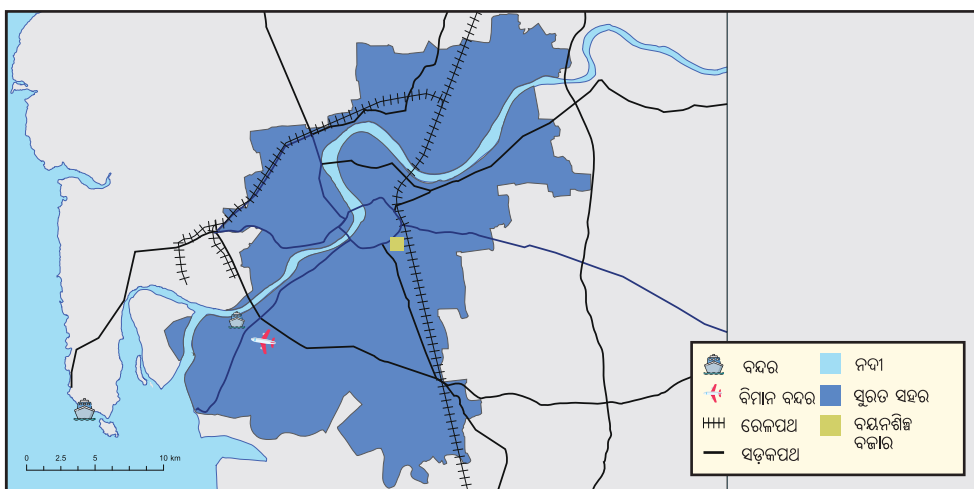 ବନ୍ଦର
ବିମାନ ବନ୍ଦର
ରେଳପଥ
ସଡ଼କପଥ
ନଦୀ
ସୁରତ ସହର
ବୟନଶିଳ୍ପ
ବଜାର
0 2.5 5 10 km